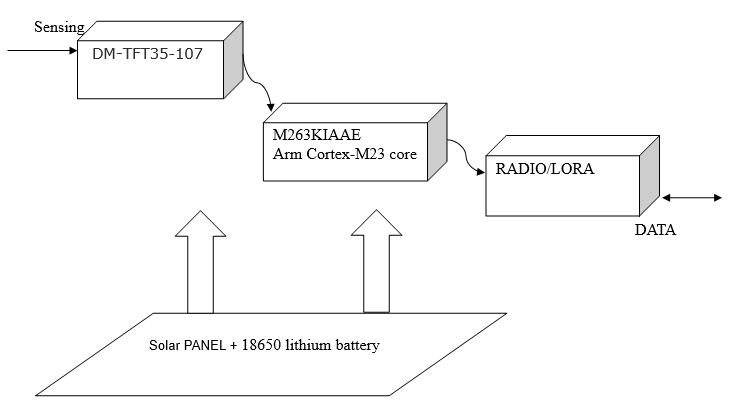 Sensing
DM-TFT35-107
M263KIAAE
Arm Cortex-M23 core
RADIO/LORA
DATA
Solar PANEL + 18650 lithium battery